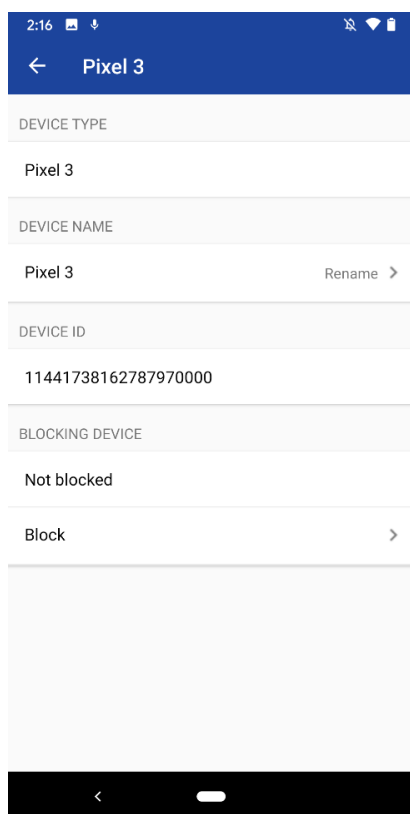 2:16
Pixel 3
DEVICE TYPE
Pixel 3
DEVICE NAME
Pixel 3 Rename
DEVICE ID
11441738162787970000
BLOCKING DEVICE
Not blocked
Block